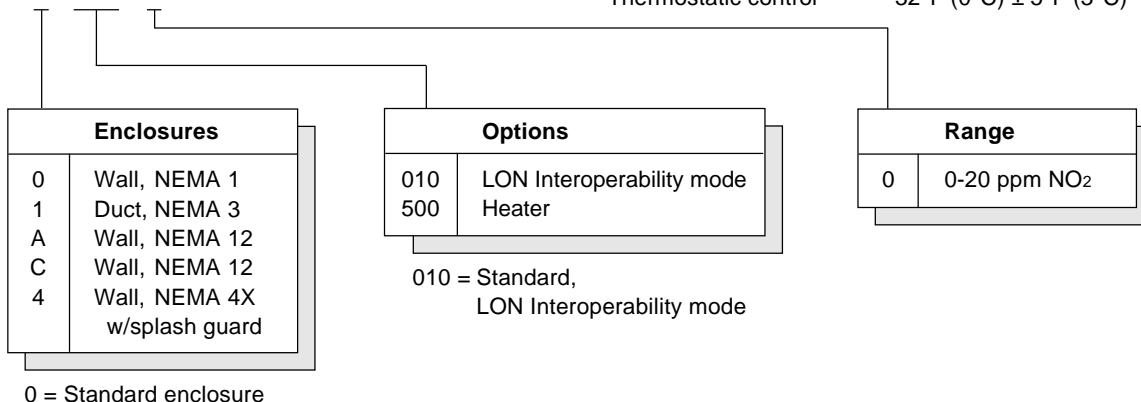 Thermostatic control 32°F (0°C) ± 5°F (3°C)
Enclosures
0 Wall, NEMA 1
1 Duct, NEMA 3
A Wall, NEMA 12
C Wall, NEMA 12
4 Wall, NEMA 4X
w/splash guard
0 = Standard enclosure
Options
010 LON Interoperability mode
500 Heater
010 = Standard,
LON Interoperability mode
Range
0 0-20 ppm NO2